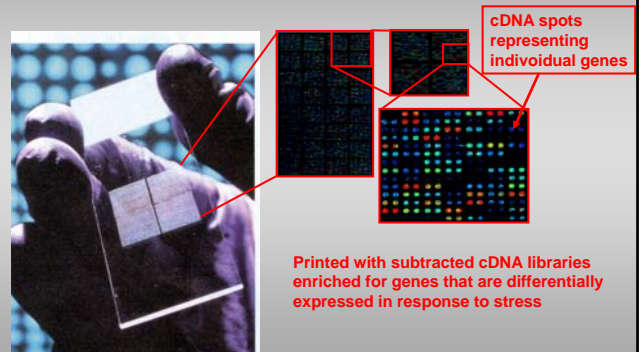 cDNA spots
representing
indivoidual genes
Printed with subtracted cDNA libraries
enriched for genes that are differentially
expressed in response to stress